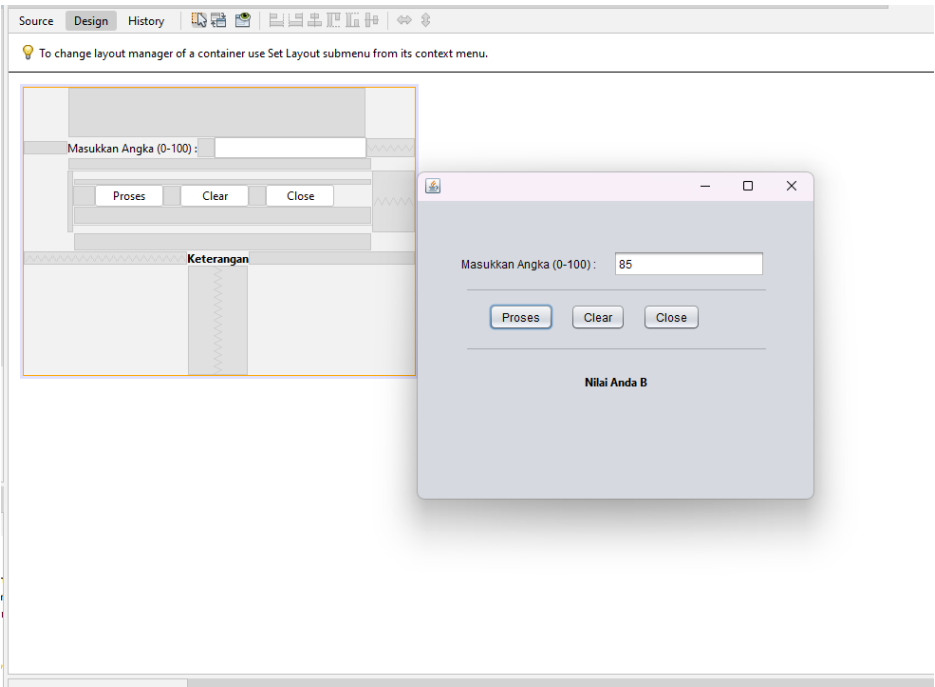 Source Design History
To change layout manager of a container use Set Layout submenu from its context menu.
Masukkan Angka (0-100) :
Proses Clear Close
Keterangan
Masukkan Angka (0-100) : 85
Proses Clear Close
Nilai Anda B